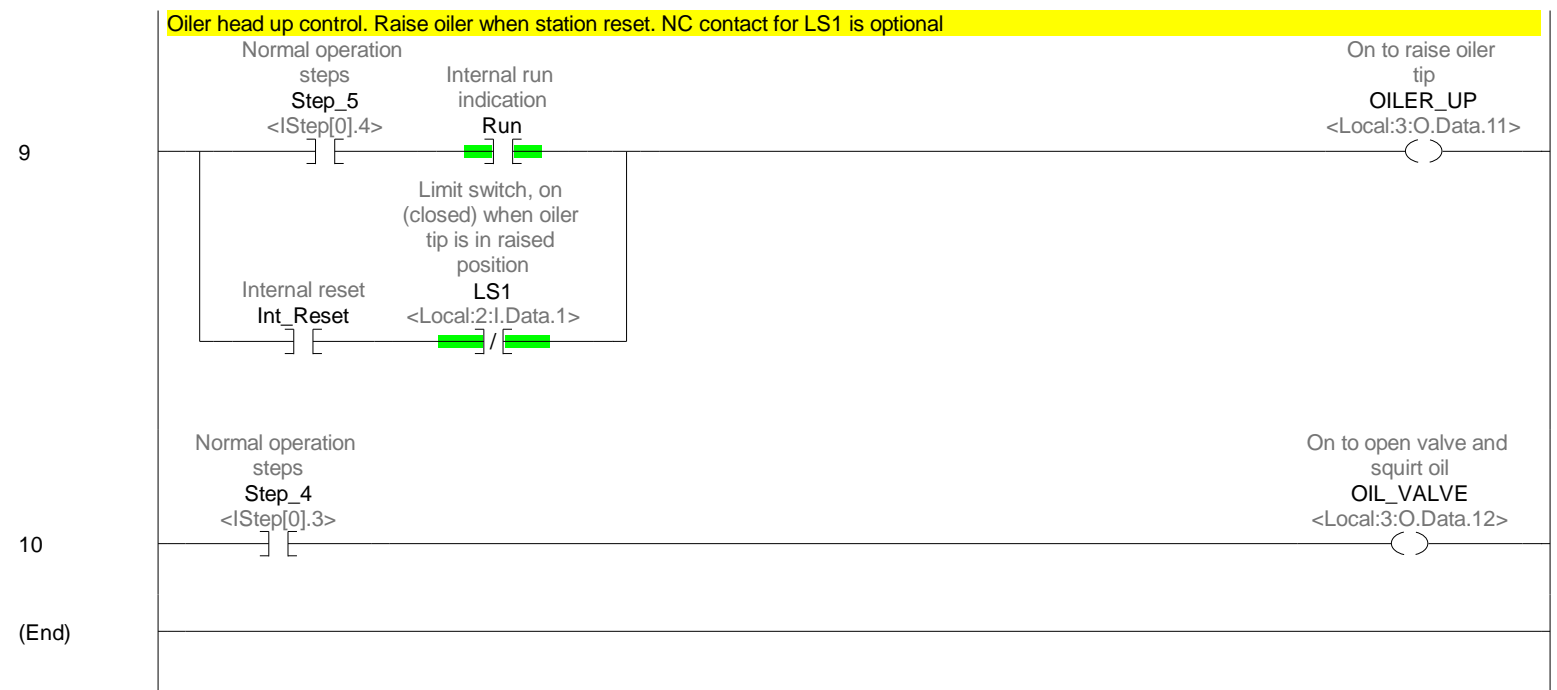 Oiler head up control. Raise oiler when station reset. NC contact for LS1 is optional
Normal operation
steps
Step_5
<IStep[0].4>
Internal run
indication
Run
On to raise oiler
tip
OILER_UP
<Local:3:O.Data.11>
9
Limit switch, on
(closed) when oiler
tip is in raised
position
LS1
<Local:2:I.Data.1>
Internal reset
Int_Reset
/
Normal operation
steps
Step_4
<IStep[0].3>
On to open valve and
squirt oil
OIL_VALVE
<Local:3:O.Data.12>
10
(End)